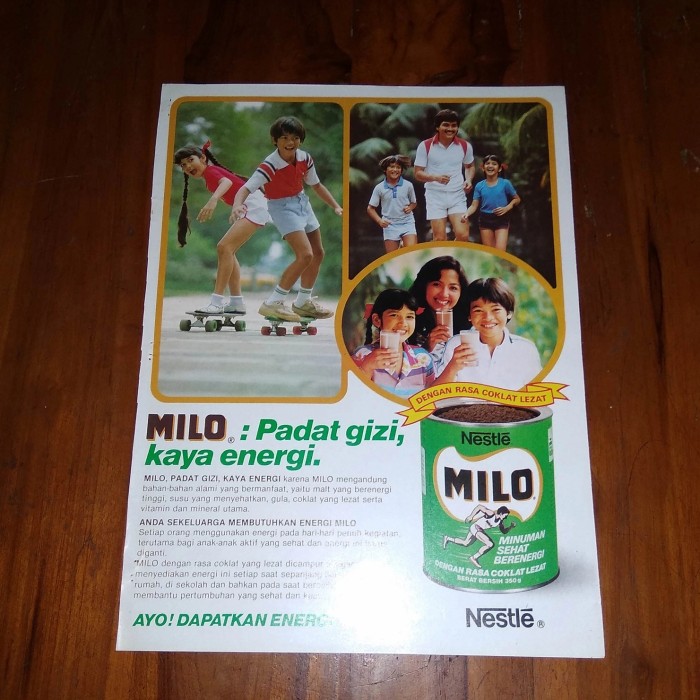 DENGAN RASA COKLAT LEZAT
MILO® : Padat gizi,
kaya energi.
MILO, PADAT GIZI, KAYA ENERGI karena MILO mengandung
bahan-bahan alami yang bermanfaat, yaitu malt yang berenergi
tinggi, susu yang menyehatkan, gula, coklat yang lezat serta
vitamin dan mineral utama.
ANDA SEKELUARGA MEMBUTUHKAN ENERGI MILO
Setiap orang menggunakan energi pada hari-hari penuh kegiatan,
terutama bagi anak-anak aktif yang sehat dan
diganti.
MILO dengan rasa coklat yang lezat
menyediakan energi ini setiap saat
rumah, di sekolah dan bahkan pada saat
membantu pertumbuhan yang sehat dan
AYO! DAPATKAN
Nestlé
MILO®
MINUMAN
SEHAT
BERENERGI
DENGAN RASA COKLAT LEZAT
BERAT BERSIH 350 g
Nestlé®